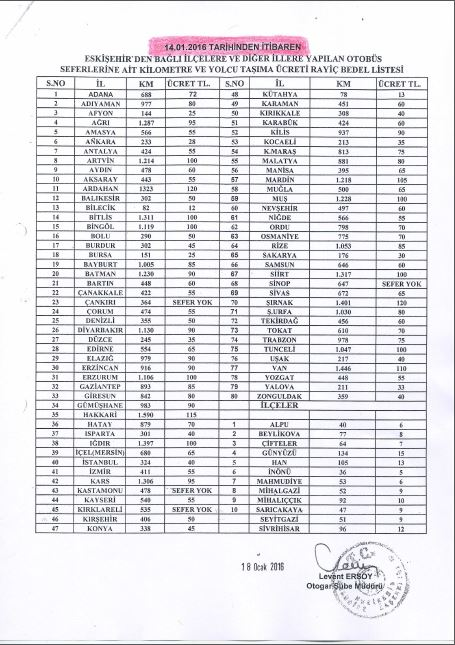 14.01.2016 TARİHİNDEN İTİBAREN
ESKİŞEHİR'DEN BAĞLI İLÇELERE VE DİĞER İLLERE YAPILAN OTOBÜS
SEFERLERİNE AİT KİLOMETRE VE YOLCU TAŞIMA ÜCRETİ RAYİÇ BEDEL LİSTESİ
S.NO İLLER KM ÜCRET TL. S.NO İLLER KM ÜCRET TL.
1 ADANA 688 72 48 KÜTAHYA 78 13
2 ADIYAMAN 977 80 49 KARAMAN 451 60
3 AFYON 144 25 50 KIRIKKALE 308 40
4 AĞRI 1.287 95 51 KARABÜK 424 60
5 AMASYA 566 55 52 KİLİS 937 90
6 ANKARA 233 28 53 KOCAELİ 213 35
7 ANTALYA 424 55 54 K.MARAŞ 813 75
8 ARTVİN 1.214 100 55 MALATYA 881 80
9 AYDIN 478 60 56 MANİSA 395 65
10 AKSARAY 443 55 57 MARDİN 1.218 105
11 ARDAHAN 1323 120 58 MUĞLA 500 65
12 BALIKESİR 302 50 59 MUŞ 1.228 100
13 BİLECİK 82 12 60 NEVŞEHİR 497 60
14 BİTLİS 1.311 100 61 NİĞDE 566 55
15 BİNGÖL 1.119 100 62 ORDU 798 70
16 BOLU 290 50 63 OSMANİYE 775 70
17 BURDUR 302 45 64 RİZE 1.053 85
18 BURSA 151 25 65 SAKARYA 176 30
19 BAYBURT 1.005 85 66 SAMSUN 646 60
20 BATMAN 1.230 90 67 SİİRT 1.317 100
21 BARTIN 448 60 68 SİNOP 647 SEFER YOK
22 ÇANAKKALE 422 55 69 SİVAS 672 65
23 ÇANKIRI 364 SEFER YOK 70 ŞIRNAK 1.401 120
24 ÇORUM 474 55 71 Ş.URFA 1.030 80
25 DENİZLİ 355 50 72 TEKİRDAĞ 456 60
26 DİYARBAKIR 1.130 90 73 TOKAT 610 70
27 DÜZCE 245 35 74 TRABZON 978 75
28 EDİRNE 554 65 75 TUNCELİ 1.047 100
29 ELAZIĞ 979 90 76 UŞAK 217 40
30 ERZİNCAN 916 90 77 VAN 1.446 110
31 ERZURUM 1.106 100 78 YOZGAT 448 55
32 GAZİANTEP 893 85 79 YALOVA 211 33
33 GİRESUN 842 80 80 ZONGULDAK 359 40
34 GÜMÜŞHANE 983 90 İLÇELER
35 HAKKARİ 1.590 115
36 HATAY 879 70 1 ALPU 40 6
37 ISPARTA 301 40 2 BEYLİKOVA 77 8
38 IĞDIR 1.397 100 3 ÇİFTELER 64 7
39 İÇEL(MERSİN) 680 65 4 GÜNYÜZÜ 134 15
40 İSTANBUL 324 40 5 HAN 105 13
41 İZMİR 411 55 6 İNÖNÜ 36 5
42 KARS 1.306 95 7 MAHMUDİYE 53 6
43 KASTAMONU 478 SEFER YOK 8 MİHALGAZİ 52 9
44 KAYSERİ 540 55 9 MİHALIÇÇIK 92 10
45 KIRKLARELİ 535 SEFER YOK 10 SARICAKAYA 47 9
46 KIRŞEHİR 406 50 SEYİTGAZİ 51 9
47 KONYA 338 45 SİVRİHİSAR 96 12
18 Ocak 2016
Levent ERSOY
Otogar Şube Müdürü